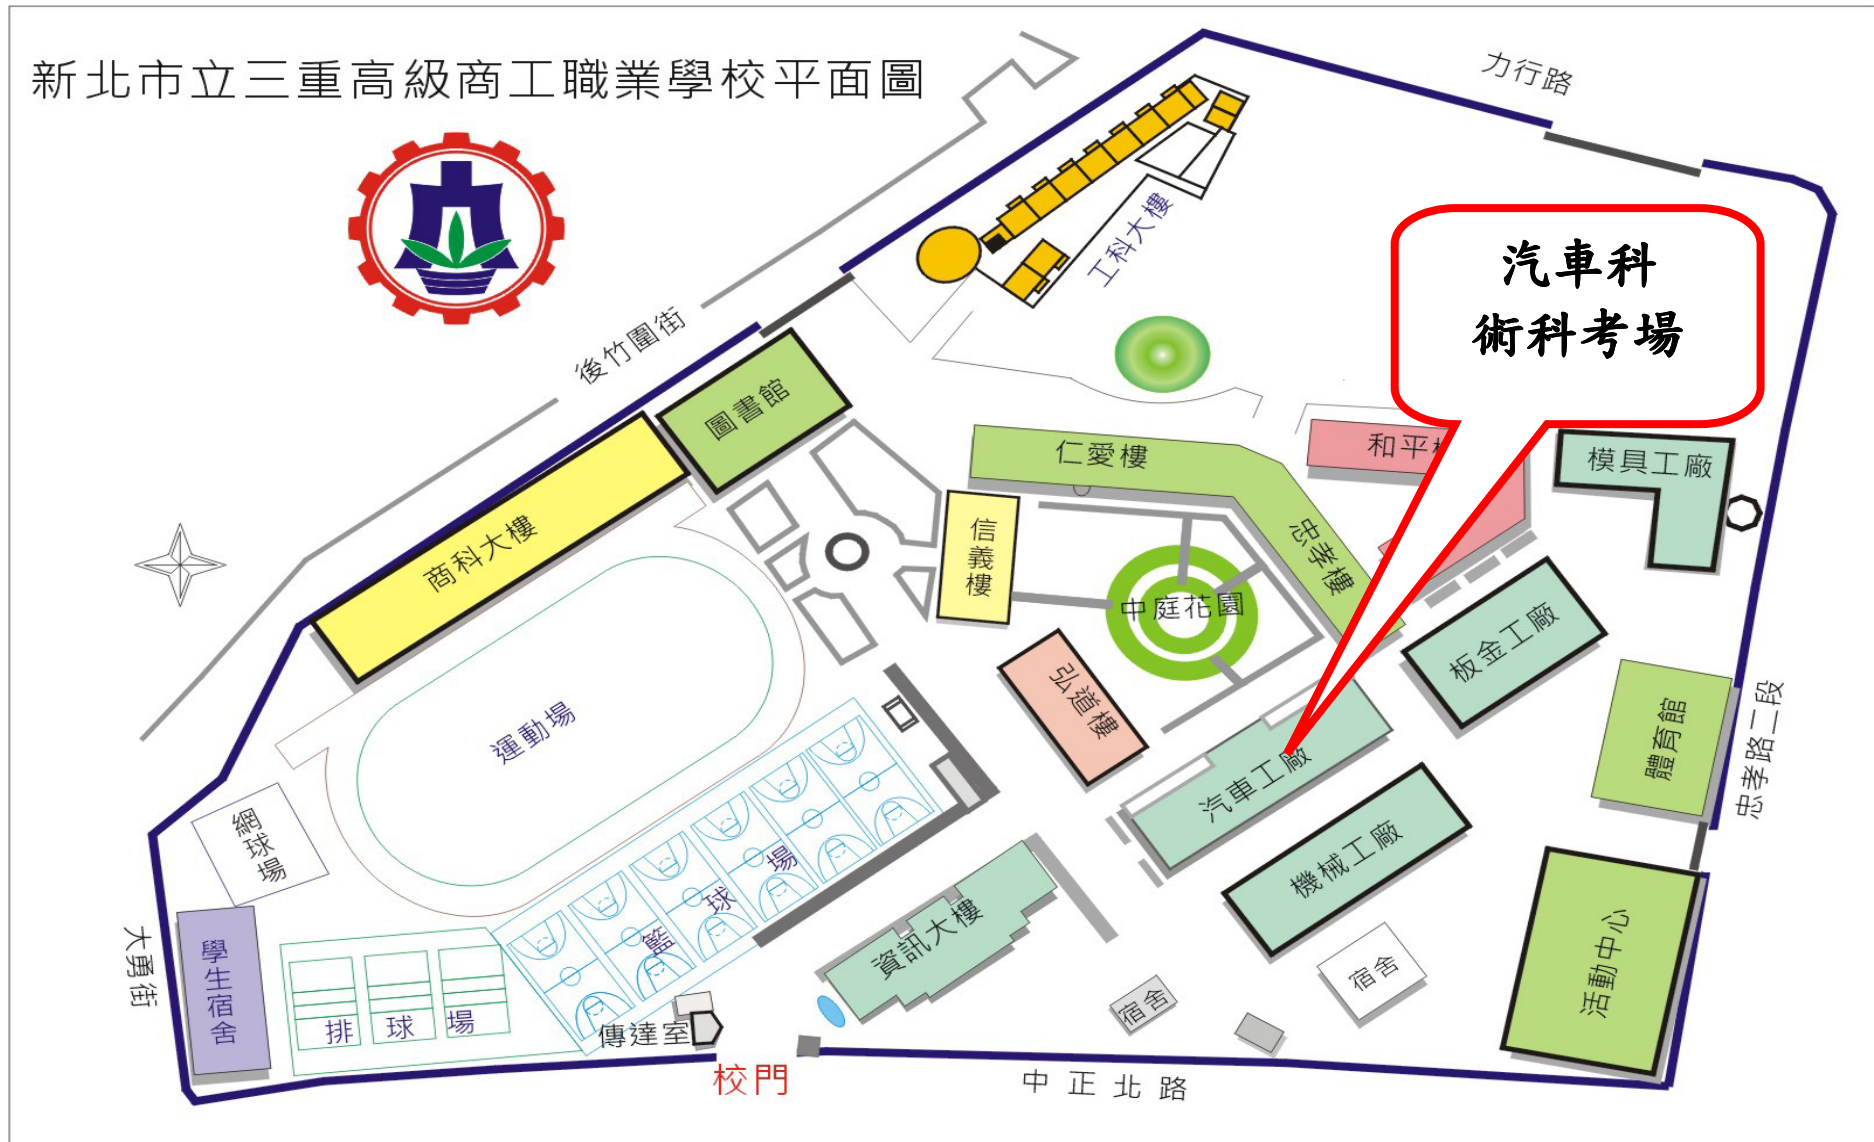 新北市立三重高級商工職業學校平面圖
力行路
工科大樓
汽車科
術科考場
後竹圍街
圖書館
仁愛樓
和平
模具工廠
商科大樓
信義樓
忠孝樓
中庭花園
板金工廠
弘道樓
運動場
汽車工廠
體育館
忠孝路二段
網球場
機械工廠
籃球場
資訊大樓
活動中心
大勇街
學生宿舍
排球場
宿舍
宿舍
傳達室
校門
中正北路